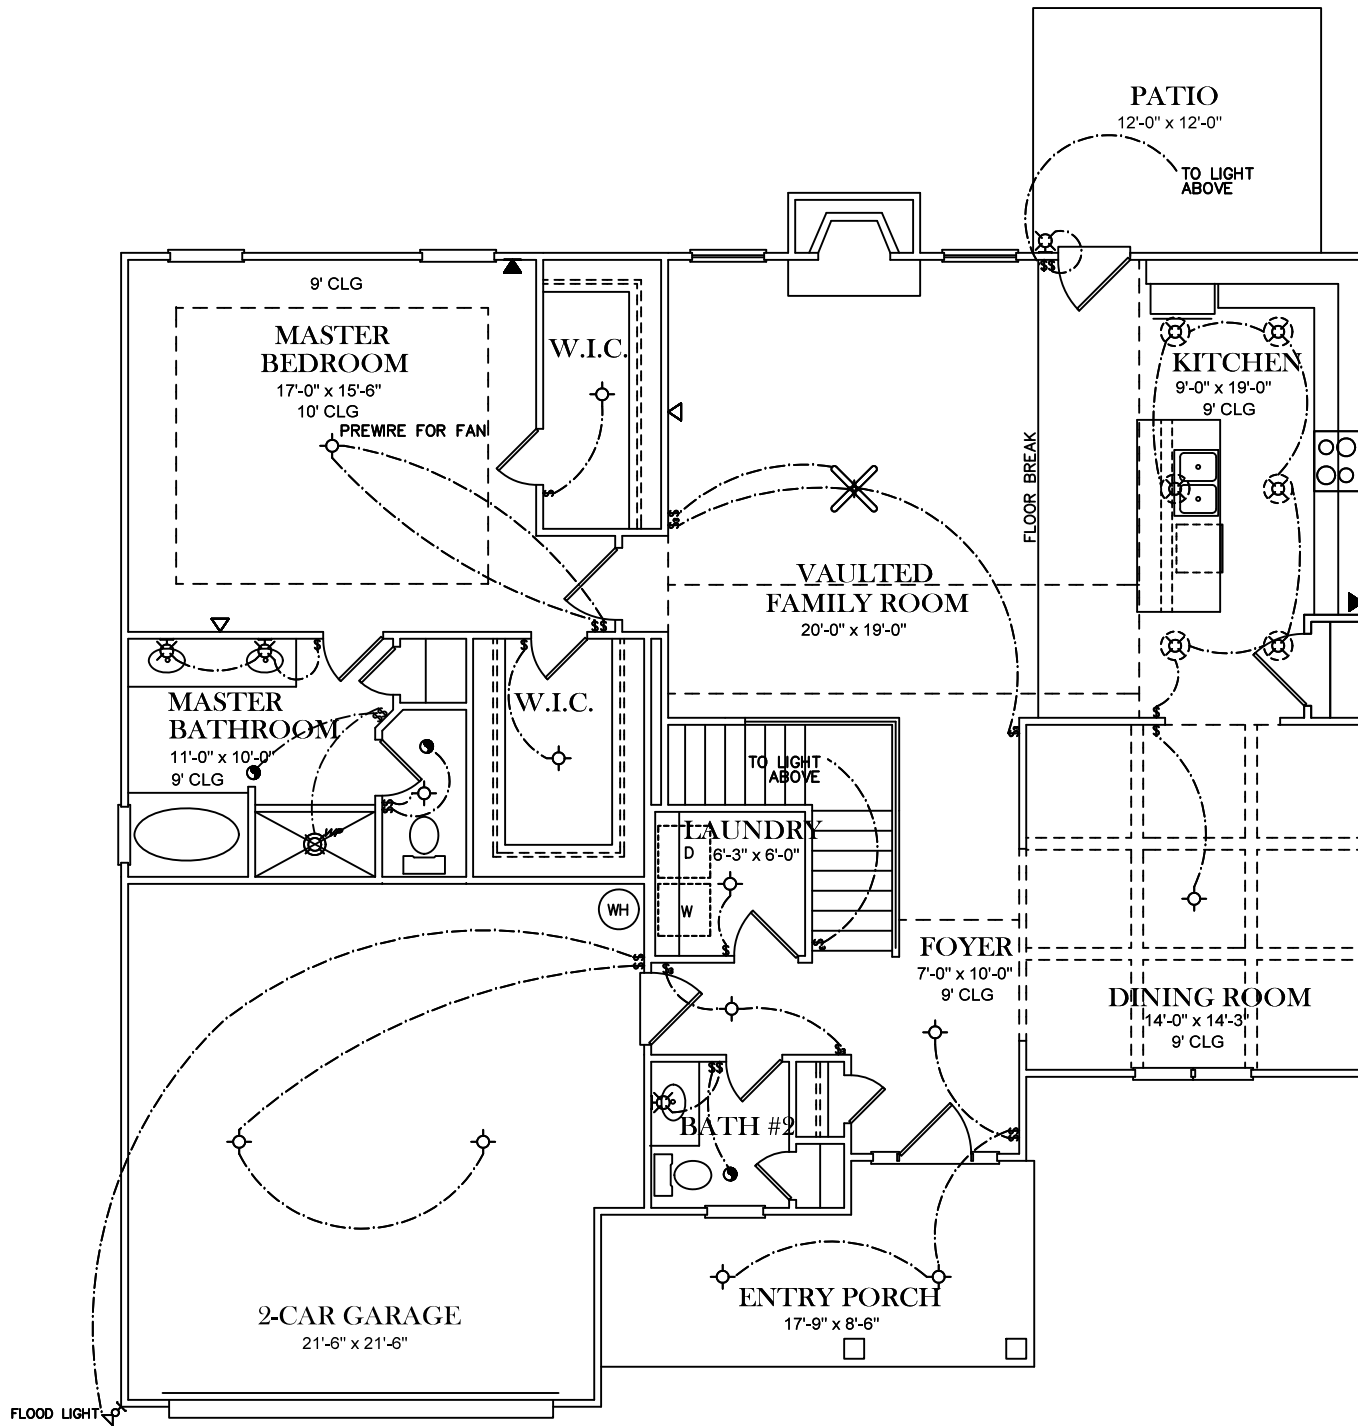 PATIO
12'-0" x 12'-0"
TO LIGHT
ABOVE
9' CLG
MASTER
BEDROOM
17'-0" x 15'-6"
10' CLG
PREWIRE FOR FAN
W.I.C.
KITCHEN
9'-0" x 19'-0"
9' CLG
FLOOR BREAK
VAULTED
FAMILY ROOM
20'-0" x 19'-0"
MASTER
BATHROOM
11'-0" x 10'-0"
9' CLG
W.I.C.
TO LIGHT
ABOVE
WP
LAUNDRY
6'-3" x 6'-0"
D
W
WH
FOYER
7'-0" x 10'-0"
9' CLG
DINING ROOM
14'-0" x 14'-3"
9' CLG
BATH #2
ENTRY PORCH
17'-9" x 8'-6"
2-CAR GARAGE
21'-6" x 21'-6"
FLOOD LIGHT